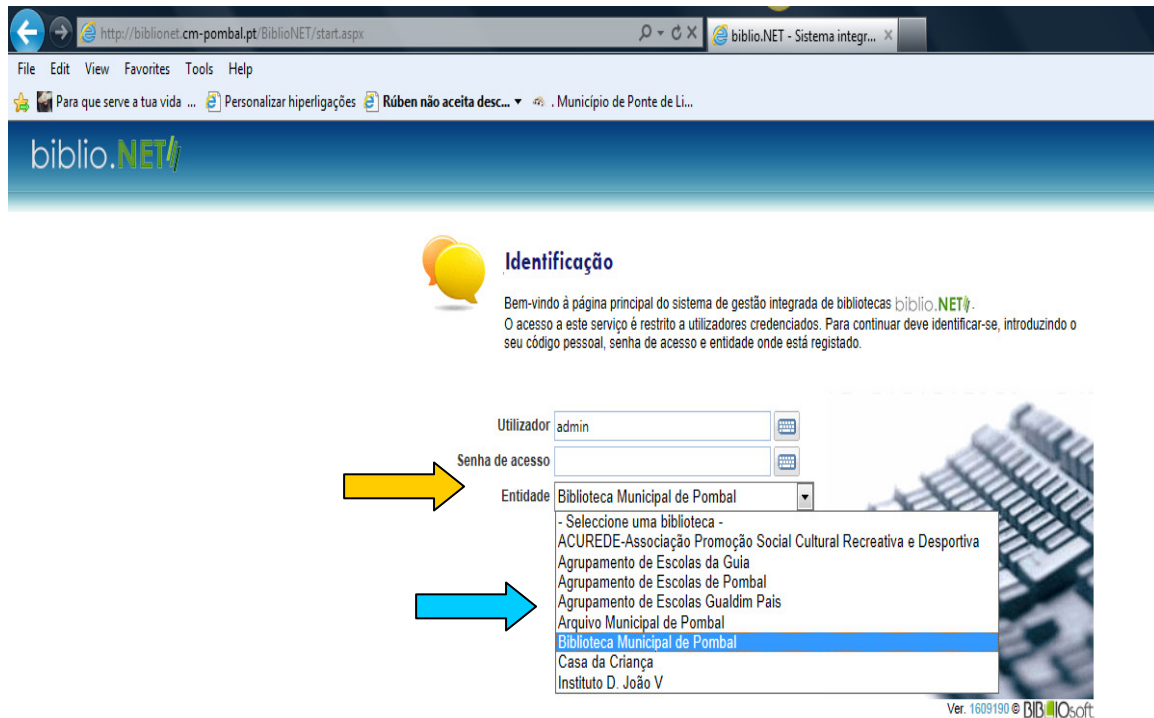 http://biblionet.cm-pombal.pt/BiblioNET/start.aspx
biblio.NET - Sistema integr...
File Edit View Favorites Tools Help
Para que serve a tua vida ... Personalizar hiperligações Rúben não aceita desc... . Município de Ponte de Li...
biblio.NET
Identificação
Bem-vindo à página principal do sistema de gestão integrada de bibliotecas biblio.NET.
O acesso a este serviço é restrito a utilizadores credenciados. Para continuar deve identificar-se, introduzindo o
seu código pessoal, senha de acesso e entidade onde está registado.
Utilizador admin
Senha de acesso
Entidade Biblioteca Municipal de Pombal
- Seleccione uma biblioteca -
ACUREDE-Associação Promoção Social Cultural Recreativa e Desportiva
Agrupamento de Escolas da Guia
Agrupamento de Escolas de Pombal
Agrupamento de Escolas Gualdim Pais
Arquivo Municipal de Pombal
Biblioteca Municipal de Pombal
Casa da Criança
Instituto D. João V
Ver. 1609190 © BIBLIOsoft